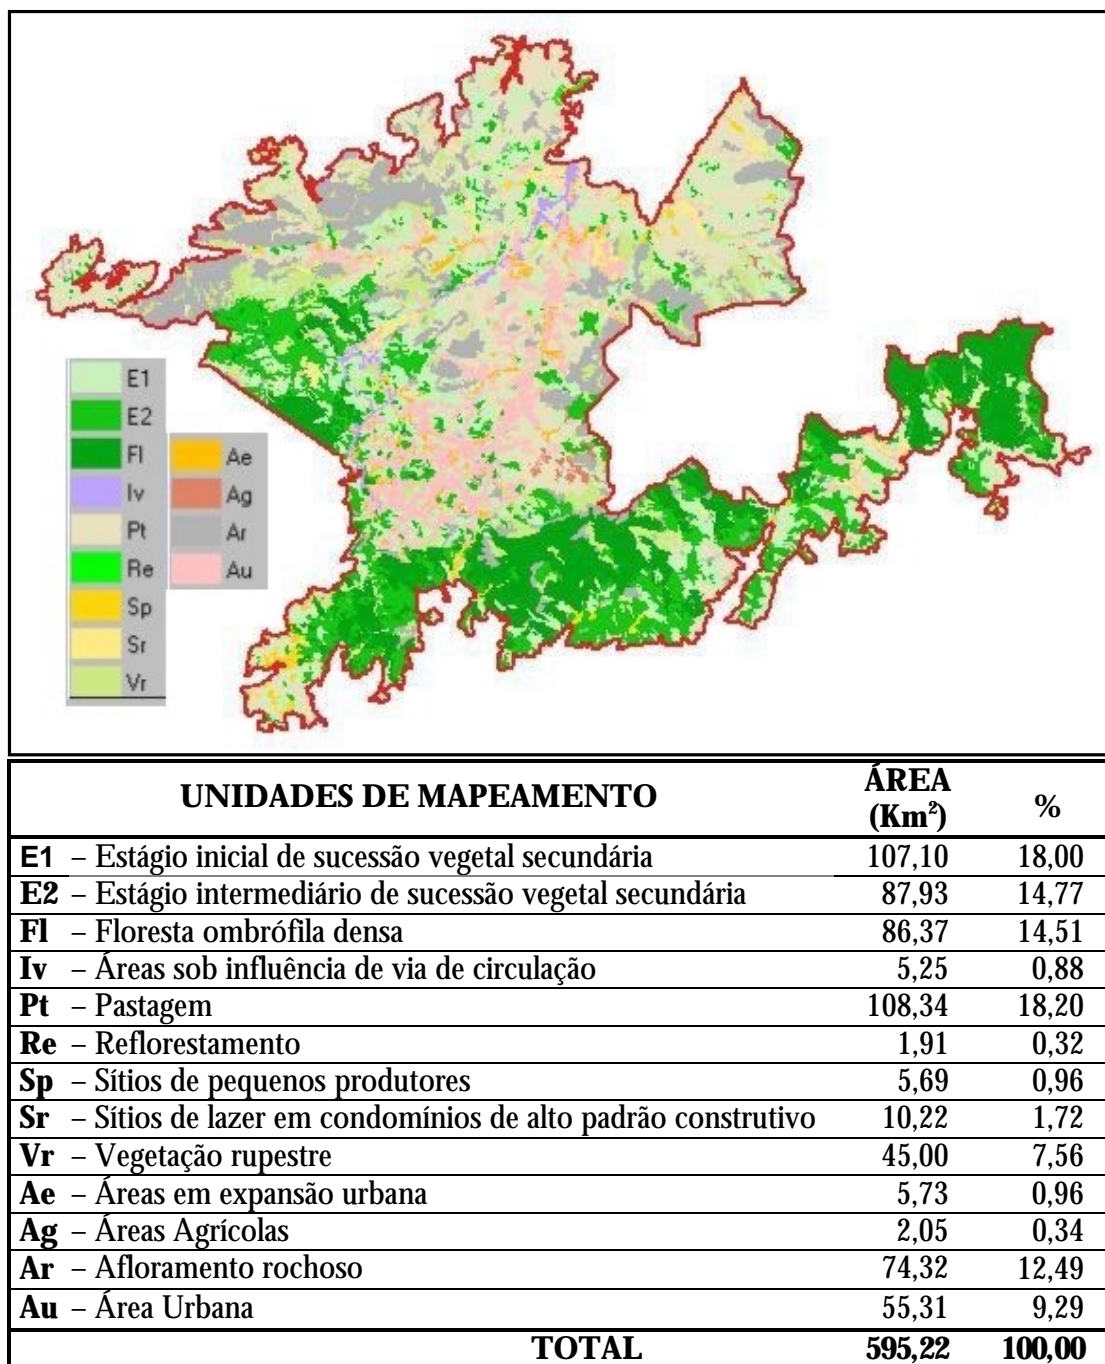 E1
E2
Fl
Iv
Pt
Re
Sp
Sr
Vr
Ae
Ag
Ar
Au
UNIDADES DE MAPEAMENTO ÁREA (Km²) %
E1 – Estágio inicial de sucessão vegetal secundária 107,10 18,00
E2 – Estágio intermediário de sucessão vegetal secundária 87,93 14,77
Fl – Floresta ombrófila densa 86,37 14,51
Iv – Áreas sob influência de via de circulação 5,25 0,88
Pt – Pastagem 108,34 18,20
Re – Reflorestamento 1,91 0,32
Sp – Sítios de pequenos produtores 5,69 0,96
Sr – Sítios de lazer em condomínios de alto padrão construtivo 10,22 1,72
Vr – Vegetação rupestre 45,00 7,56
Ae – Áreas em expansão urbana 5,73 0,96
Ag – Áreas Agrícolas 2,05 0,34
Ar – Afloramento rochoso 74,32 12,49
Au – Área Urbana 55,31 9,29
TOTAL 595,22 100,00